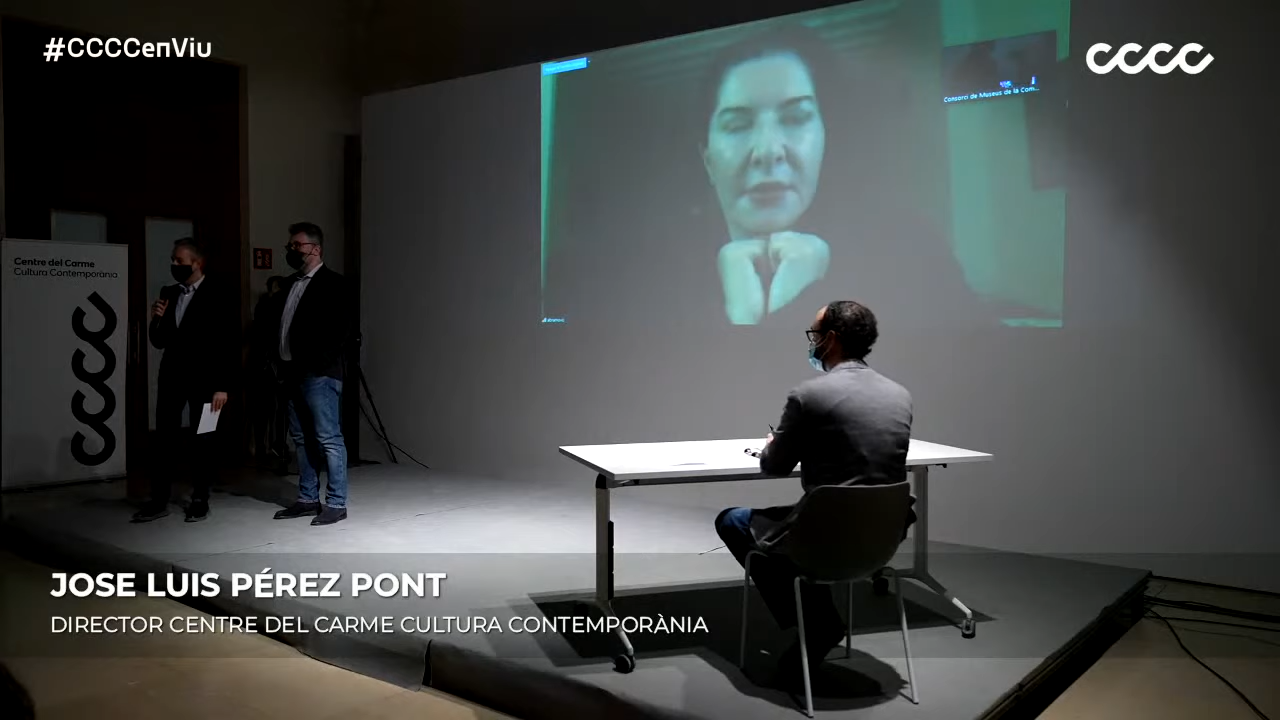 #CCCCenViu
cccc
Consorci de Museus de la Com...
Centre del Carme
Cultura Contemporània
cccc
JOSE LUIS PÉREZ PONT
DIRECTOR CENTRE DEL CARME CULTURA CONTEMPORÀNIA